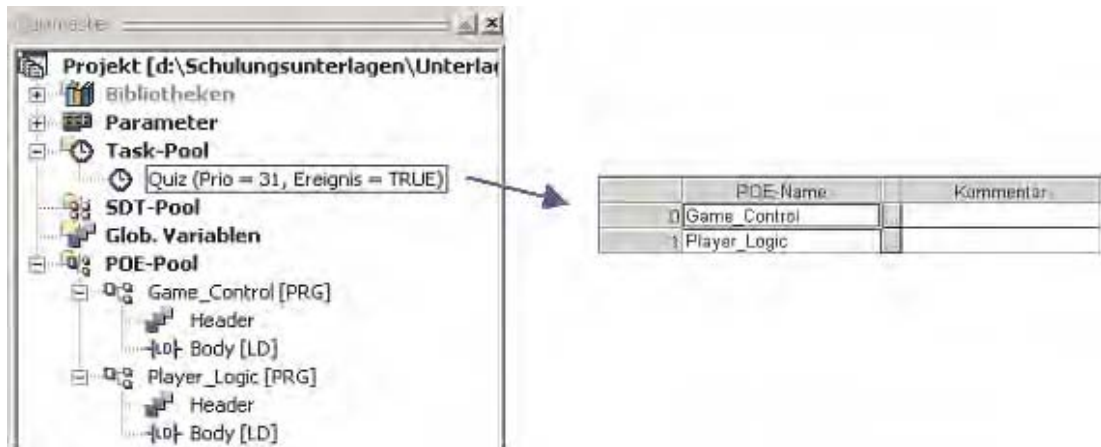 Projekt [d:\Schulungsunterlagen\Unterla
Bibliotheken
Parameter
Task-Pool
Quiz (Prio = 31, Ereignis = TRUE)
SDT-Pool
Glob. Variablen
POE-Pool
Game_Control [PRG]
Header
Body [LD]
Player_Logic [PRG]
Header
Body [LD]
POE-Name Kommentar
0 Game_Control
1 Player_Logic